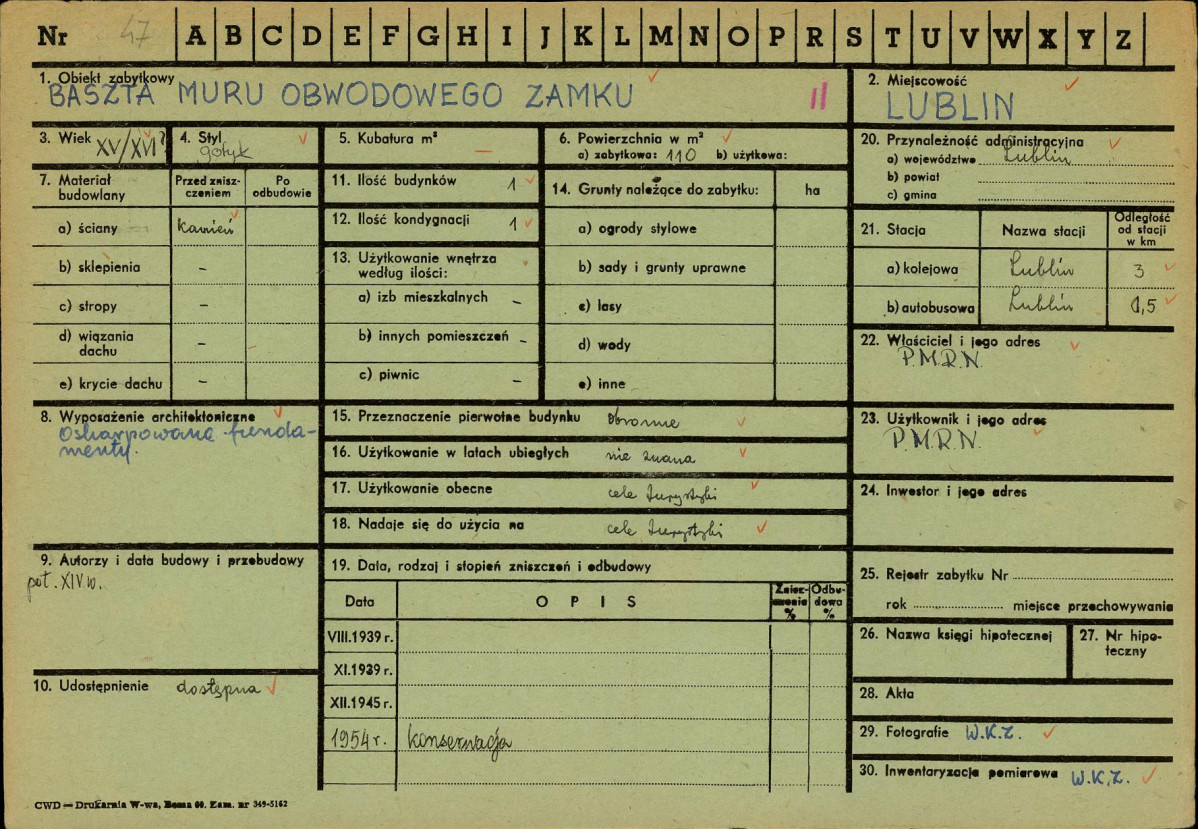 Nr 47 A B C D E F G H I J K L M N O P R S T U V W X Y Z
1. Obiekt zabytkowy
BASZTA MURU OBWODOWEGO ZAMKU II
2. Miejscowość
LUBLIN
3. Wiek XV/XVI?
4. Styl
gotyk
5. Kubatura m³ —
6. Powierzchnia w m²
a) zabytkowa: 110 b) użytkowa:
7. Materiał budowlany
Przed zniszczeniem
Po odbudowie
a) ściany kamień
b) sklepienia –
c) stropy –
d) wiązania dachu –
e) krycie dachu –
8. Wyposażenie architektoniczne
Oskarpowane fundamenty.
9. Autorzy i data budowy i przebudowy
poł. XIV w.
10. Udostępnienie dostępna
11. Ilość budynków 1
12. Ilość kondygnacji 1
13. Użytkowanie wnętrza
według ilości:
a) izb mieszkalnych –
b) innych pomieszczeń –
c) piwnic –
14. Grunty należące do zabytku: ha
a) ogrody stylowe
b) sady i grunty uprawne
c) lasy
d) wody
e) inne
15. Przeznaczenie pierwotne budynku obronne
16. Użytkowanie w latach ubiegłych nie znana
17. Użytkowanie obecne cele turystyki
18. Nadaje się do użycia na cele turystyki
19. Data, rodzaj i stopień zniszczeń i odbudowy
Data OPIS Zniszczenia % Odbudowa %
VIII.1939 r.
XI.1939 r.
XII.1945 r.
1954 r. konserwacja
20. Przynależność administracyjna
a) województwo Lublin
b) powiat
c) gmina
21. Stacja Nazwa stacji Odległość od stacji w km
a) kolejowa Lublin 3
b) autobusowa Lublin 0,5
22. Właściciel i jego adres
P.M.R.N.
23. Użytkownik i jego adres
P.M.R.N.
24. Inwestor i jego adres
25. Rejestr zabytku Nr
rok miejsce przechowywania
26. Nazwa księgi hipotecznej
27. Nr hipoteczny
28. Akta
29. Fotografie W.K.Z.
30. Inwentaryzacja pomiarowa W.K.Z.
CWD — Drukarnia W-wa, Bema 60. Zam. nr 349-5162